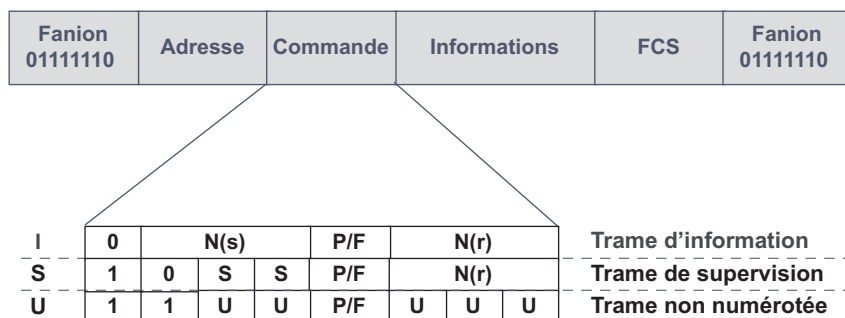 Fanion 01111110 Adresse Commande Informations FCS Fanion 01111110
I 0 N(s) P/F N(r) Trame d’information
S 1 0 S S P/F N(r) Trame de supervision
U 1 1 U U P/F U U U Trame non numérotée